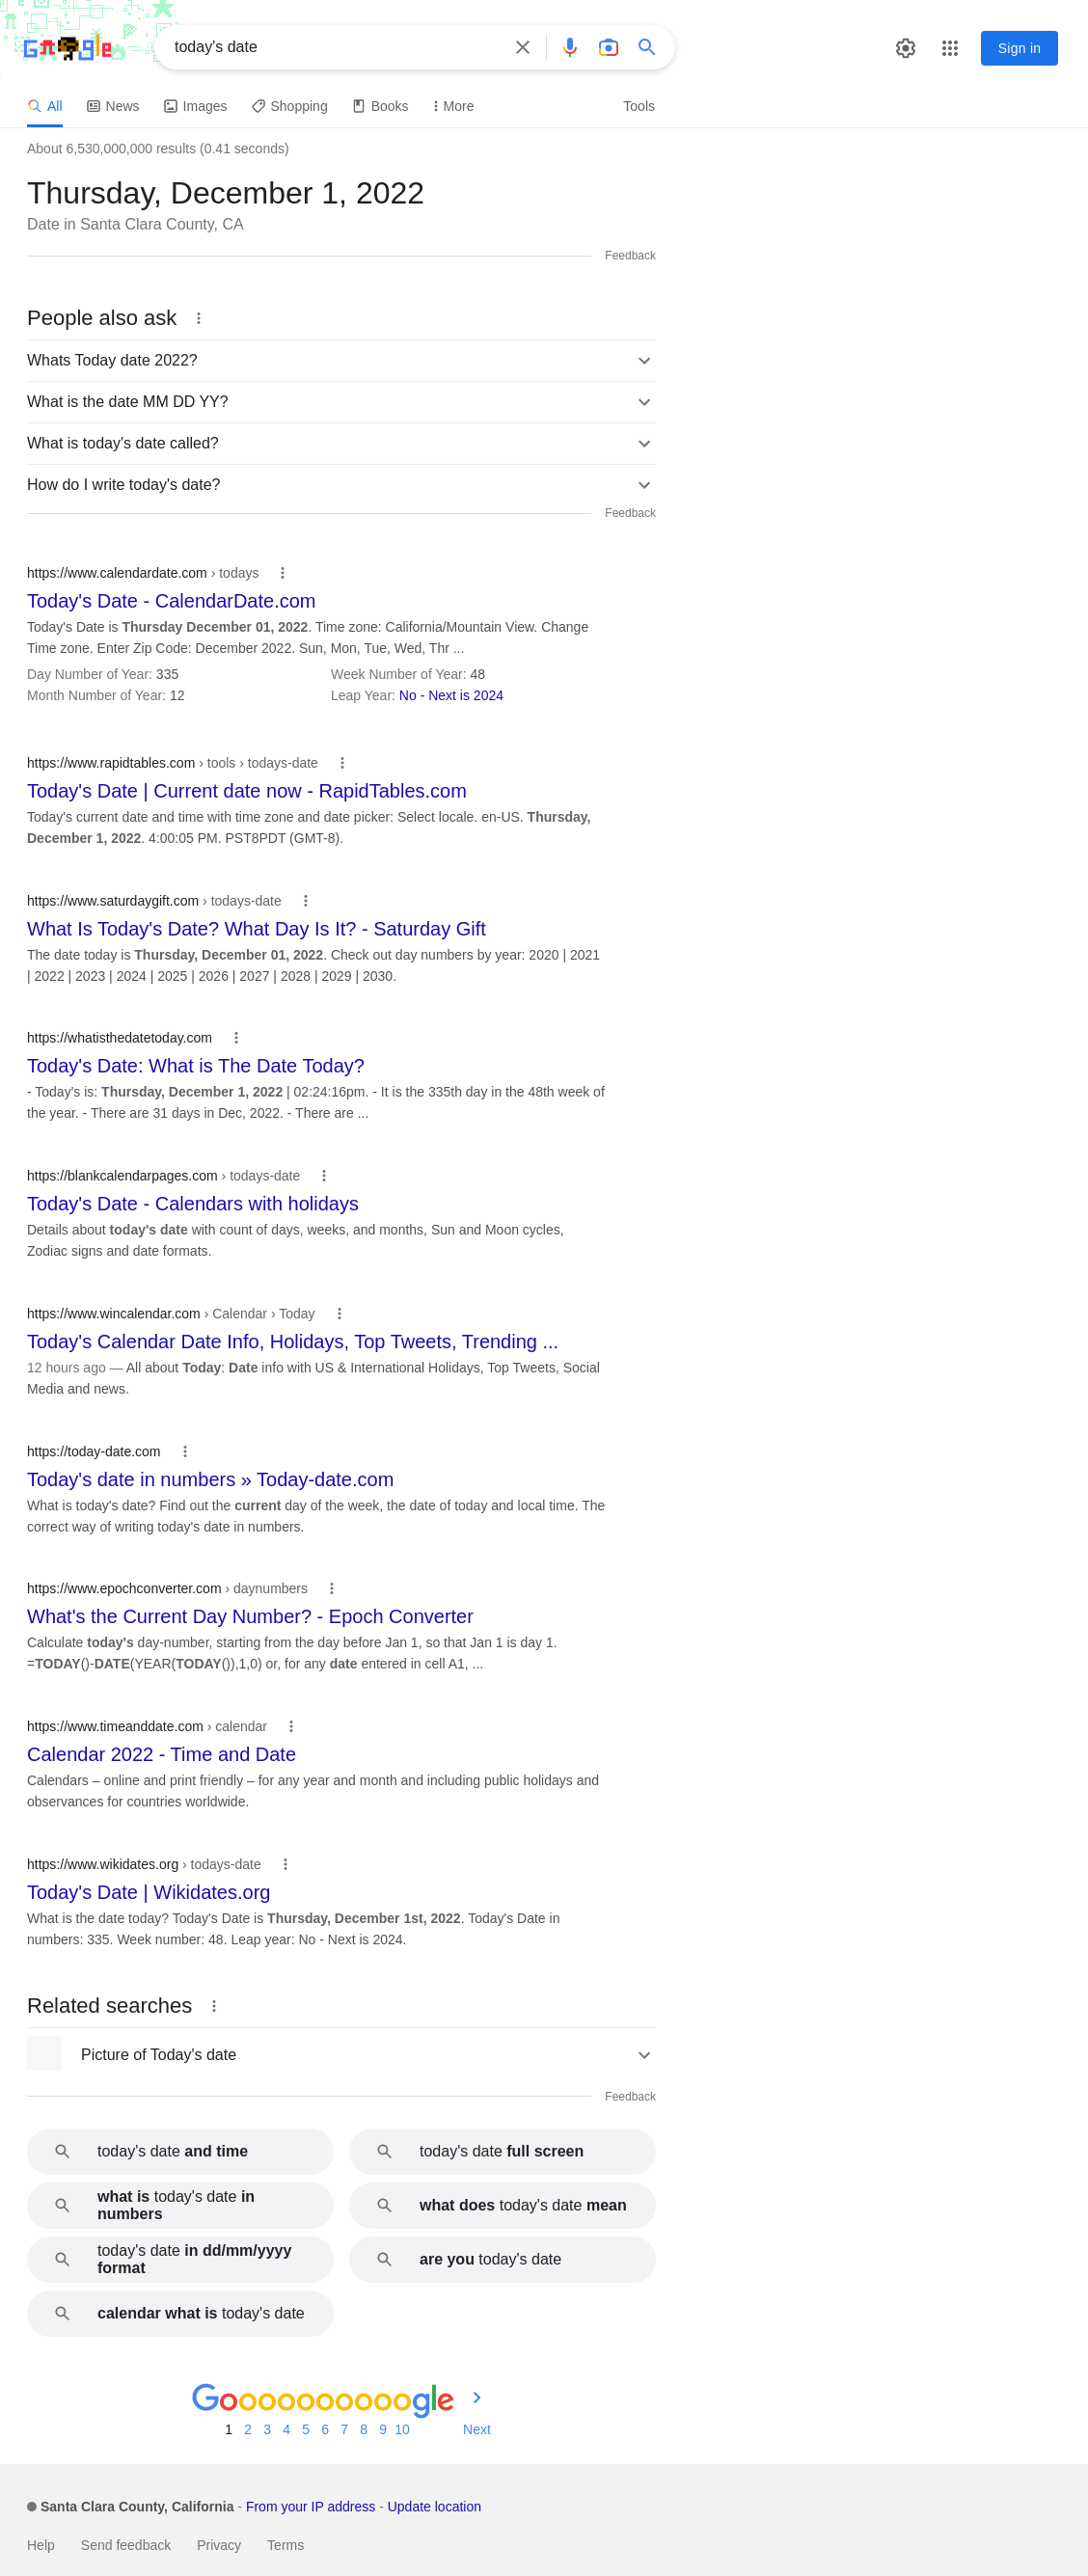 today's date
Sign in
All
News
Images
Shopping
Books
More
Tools
About 6,530,000,000 results (0.41 seconds)
Thursday, December 1, 2022
Date in Santa Clara County, CA
Feedback
People also ask
Whats Today date 2022?
What is the date MM DD YY?
What is today's date called?
How do I write today's date?
Feedback
https://www.calendardate.com › todays
Today's Date - CalendarDate.com
Today's Date is Thursday December 01, 2022. Time zone: California/Mountain View. Change
Time zone. Enter Zip Code: December 2022. Sun, Mon, Tue, Wed, Thr ...
Day Number of Year: 335
Week Number of Year: 48
Month Number of Year: 12
Leap Year: No - Next is 2024
https://www.rapidtables.com › tools › todays-date
Today's Date | Current date now - RapidTables.com
Today's current date and time with time zone and date picker: Select locale. en-US. Thursday,
December 1, 2022. 4:00:05 PM. PST8PDT (GMT-8).
https://www.saturdaygift.com › todays-date
What Is Today's Date? What Day Is It? - Saturday Gift
The date today is Thursday, December 01, 2022. Check out day numbers by year: 2020 | 2021
| 2022 | 2023 | 2024 | 2025 | 2026 | 2027 | 2028 | 2029 | 2030.
https://whatisthedatetoday.com
Today's Date: What is The Date Today?
- Today's is: Thursday, December 1, 2022 | 02:24:16pm. - It is the 335th day in the 48th week of
the year. - There are 31 days in Dec, 2022. - There are ...
https://blankcalendarpages.com › todays-date
Today's Date - Calendars with holidays
Details about today's date with count of days, weeks, and months, Sun and Moon cycles,
Zodiac signs and date formats.
https://www.wincalendar.com › Calendar › Today
Today's Calendar Date Info, Holidays, Top Tweets, Trending ...
12 hours ago — All about Today: Date info with US & International Holidays, Top Tweets, Social
Media and news.
https://today-date.com
Today's date in numbers » Today-date.com
What is today's date? Find out the current day of the week, the date of today and local time. The
correct way of writing today's date in numbers.
https://www.epochconverter.com › daynumbers
What's the Current Day Number? - Epoch Converter
Calculate today's day-number, starting from the day before Jan 1, so that Jan 1 is day 1.
=TODAY()-DATE(YEAR(TODAY()),1,0) or, for any date entered in cell A1, ...
https://www.timeanddate.com › calendar
Calendar 2022 - Time and Date
Calendars – online and print friendly – for any year and month and including public holidays and
observances for countries worldwide.
https://www.wikidates.org › todays-date
Today's Date | Wikidates.org
What is the date today? Today's Date is Thursday, December 1st, 2022. Today's Date in
numbers: 335. Week number: 48. Leap year: No - Next is 2024.
Related searches
Picture of Today's date
Feedback
today's date and time
today's date full screen
what is today's date in
numbers
what does today's date mean
today's date in dd/mm/yyyy
format
are you today's date
calendar what is today's date
Goooooooooogle
1 2 3 4 5 6 7 8 9 10 Next
Santa Clara County, California - From your IP address - Update location
Help Send feedback Privacy Terms